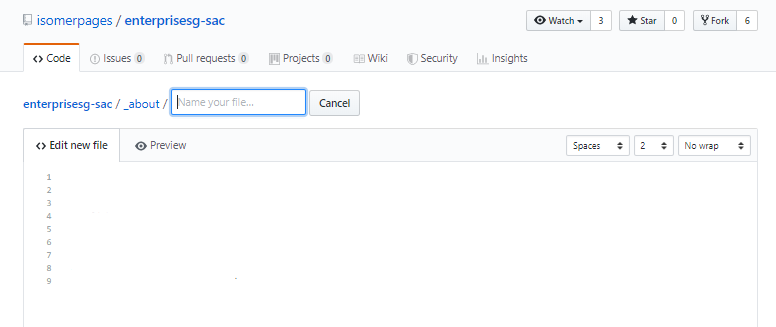 isomerpages / enterprisesg-sac Watch 3 Star 0 Fork 6
Code Issues 0 Pull requests 0 Projects 0 Wiki Security Insights
enterprisesg-sac / _about / Name your file... Cancel
Edit new file Preview Spaces 2 No wrap
1
2
3
4
5
6
7
8
9